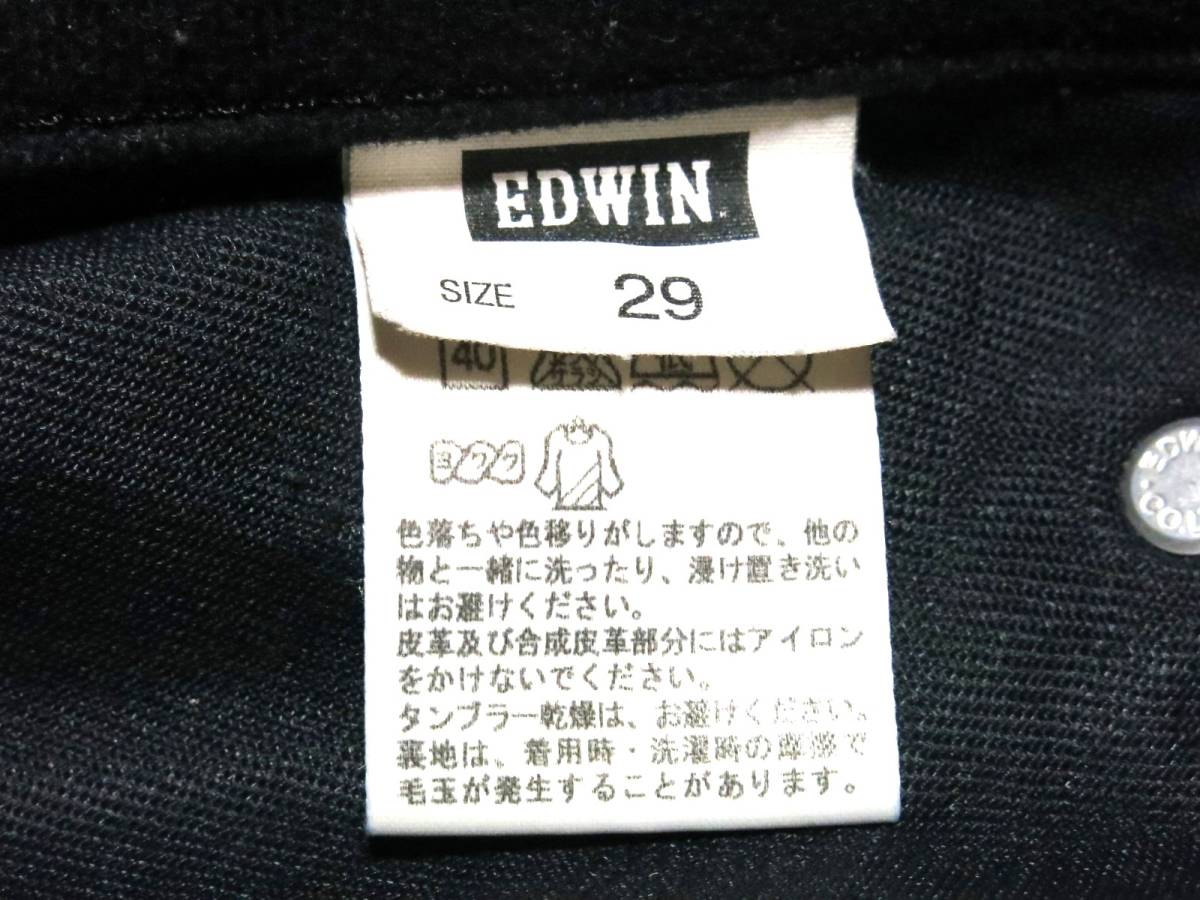 EDWIN
SIZE 29
40
ヨワク
色落ちや色移りがしますので、他の
物と一緒に洗ったり、浸け置き洗い
はお避けください。
皮革及び合成皮革部分にはアイロン
をかけないでください。
タンブラー乾燥は、お避けください。
裏地は、着用時・洗濯時の摩擦で
毛玉が発生することがあります。